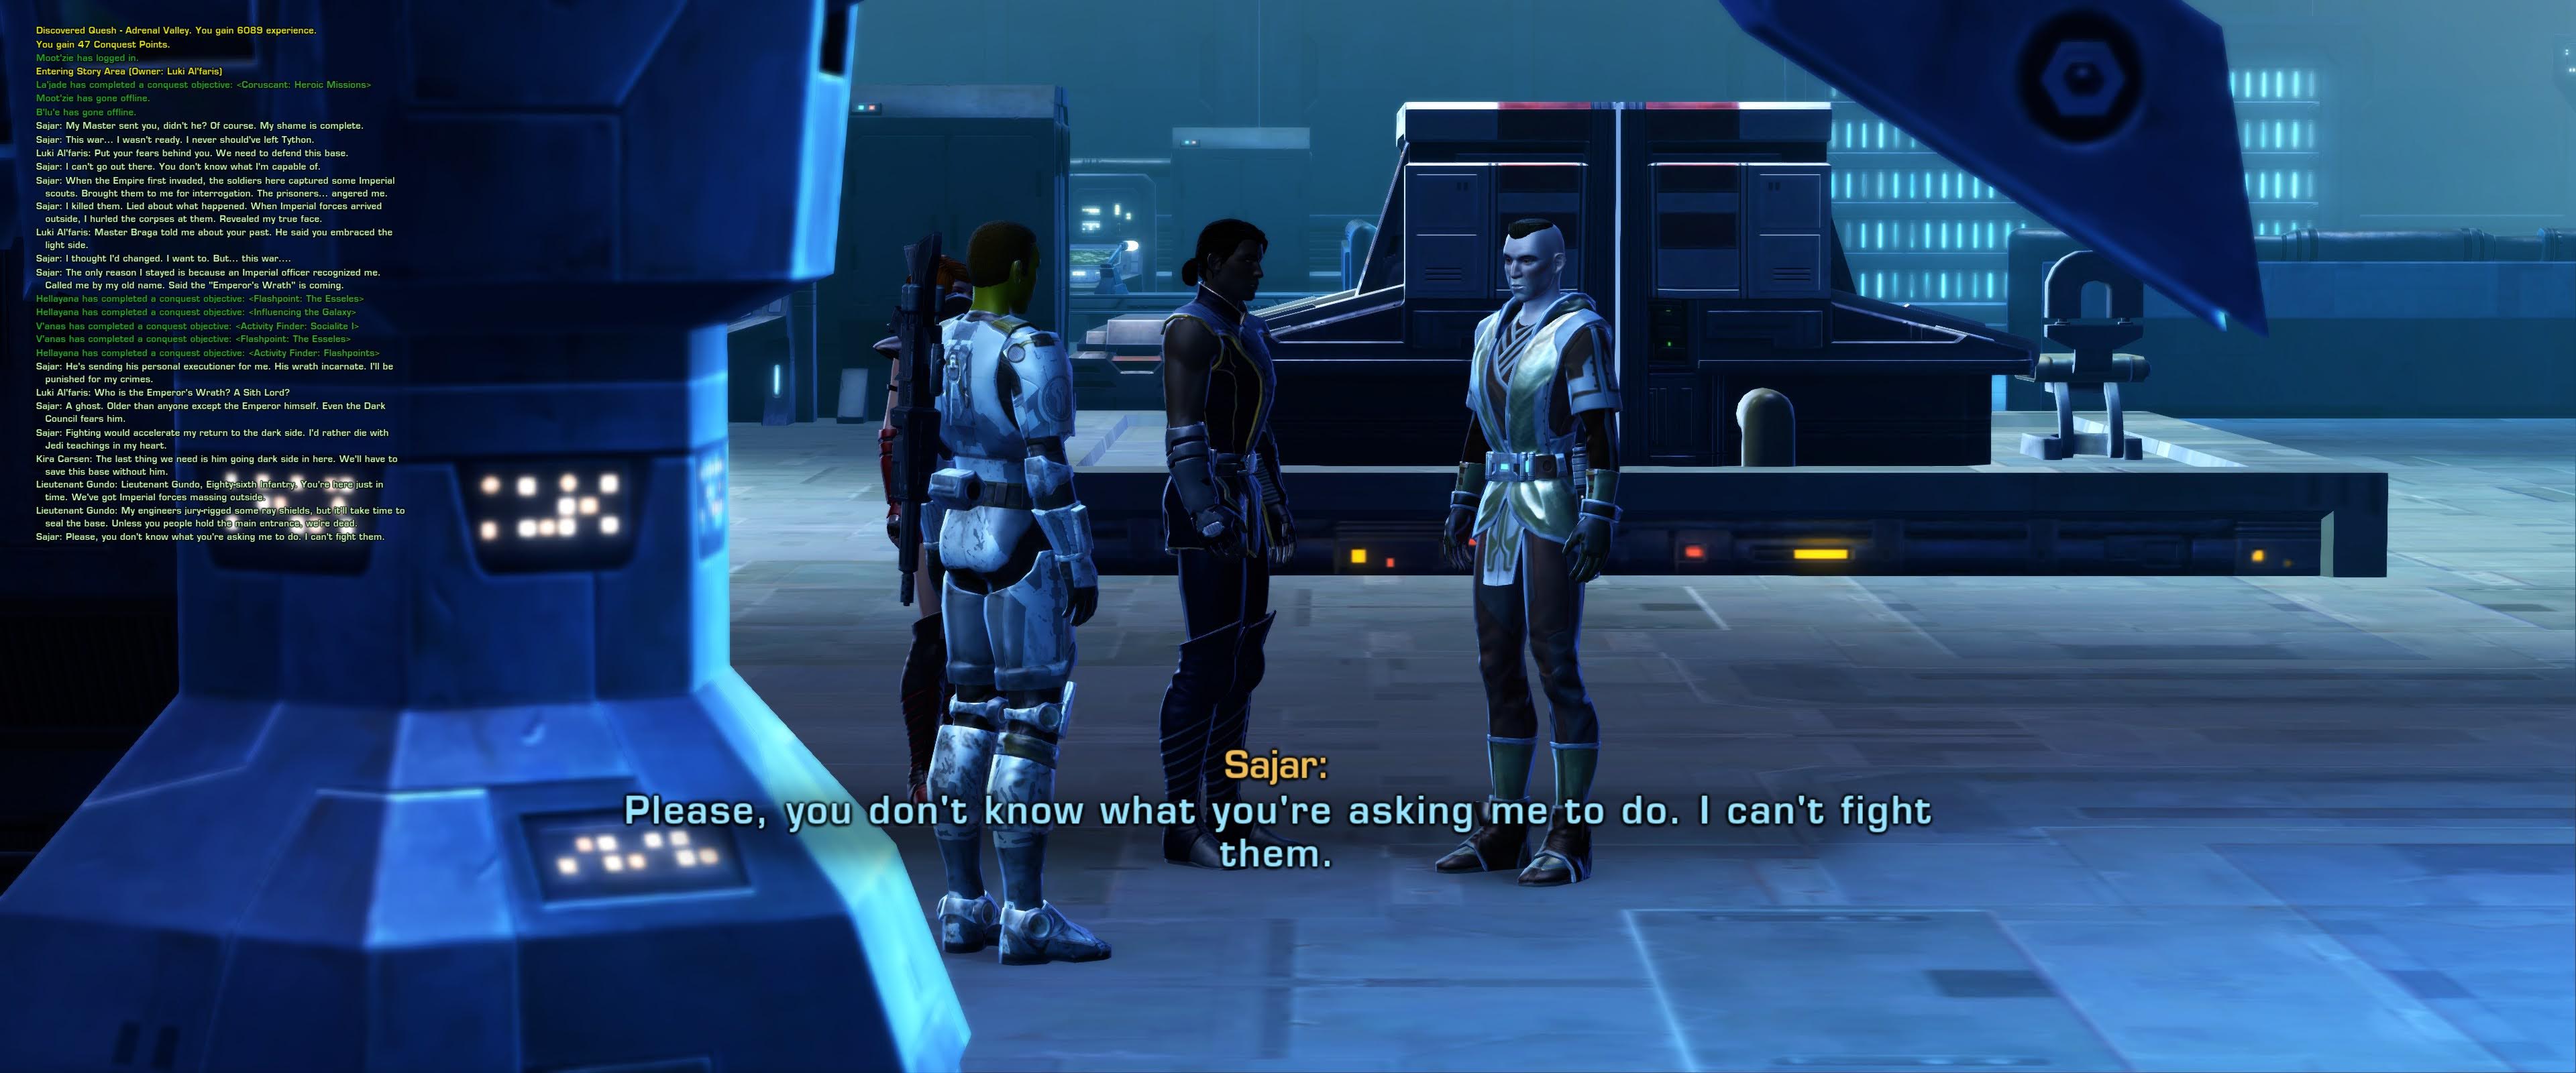 Discovered Quesh - Adrenal Valley. You gain 6089 experience.
You gain 47 Conquest Points.
Moot'zie has logged in.
Entering Story Area (Owner: Luki Al'faris)
La'jade has completed a conquest objective: <Coruscant: Heroic Missions>
Moot'zie has gone offline.
B'lu'e has gone offline.
Sajar: My Master sent you, didn't he? Of course. My shame is complete.
Sajar: This war... I wasn't ready. I never should've left Tython.
Luki Al'faris: Put your fears behind you. We need to defend this base.
Sajar: I can't go out there. You don't know what I'm capable of.
Sajar: When the Empire first invaded, the soldiers here captured some Imperial
scouts. Brought them to me for interrogation. The prisoners... angered me.
Sajar: I killed them. Lied about what happened. When Imperial forces arrived
outside, I hurled the corpses at them. Revealed my true face.
Luki Al'faris: Master Braga told me about your past. He said you embraced the
light side.
Sajar: I thought I'd changed. I want to. But... this war....
Sajar: The only reason I stayed is because an Imperial officer recognized me.
Called me by my old name. Said the "Emperor's Wrath" is coming.
Hellayana has completed a conquest objective: <Flashpoint: The Esseles>
Hellayana has completed a conquest objective: <Influencing the Galaxy>
V'anas has completed a conquest objective: <Activity Finder: Socialite I>
V'anas has completed a conquest objective: <Flashpoint: The Esseles>
Hellayana has completed a conquest objective: <Activity Finder: Flashpoints>
Sajar: He's sending his personal executioner for me. His wrath incarnate. I'll be
punished for my crimes.
Luki Al'faris: Who is the Emperor's Wrath? A Sith Lord?
Sajar: A ghost. Older than anyone except the Emperor himself. Even the Dark
Council fears him.
Sajar: Fighting would accelerate my return to the dark side. I'd rather die with
Jedi teachings in my heart.
Kira Carsen: The last thing we need is him going dark side in here. We'll have to
save this base without him.
Lieutenant Gundo: Lieutenant Gundo, Eighty-sixth Infantry. You're here just in
time. We've got Imperial forces massing outside.
Lieutenant Gundo: My engineers jury-rigged some ray shields, but it'll take time to
seal the base. Unless you people hold the main entrance, we're dead.
Sajar: Please, you don't know what you're asking me to do. I can't fight them.
Sajar:
Please, you don't know what you're asking me to do. I can't fight
them.